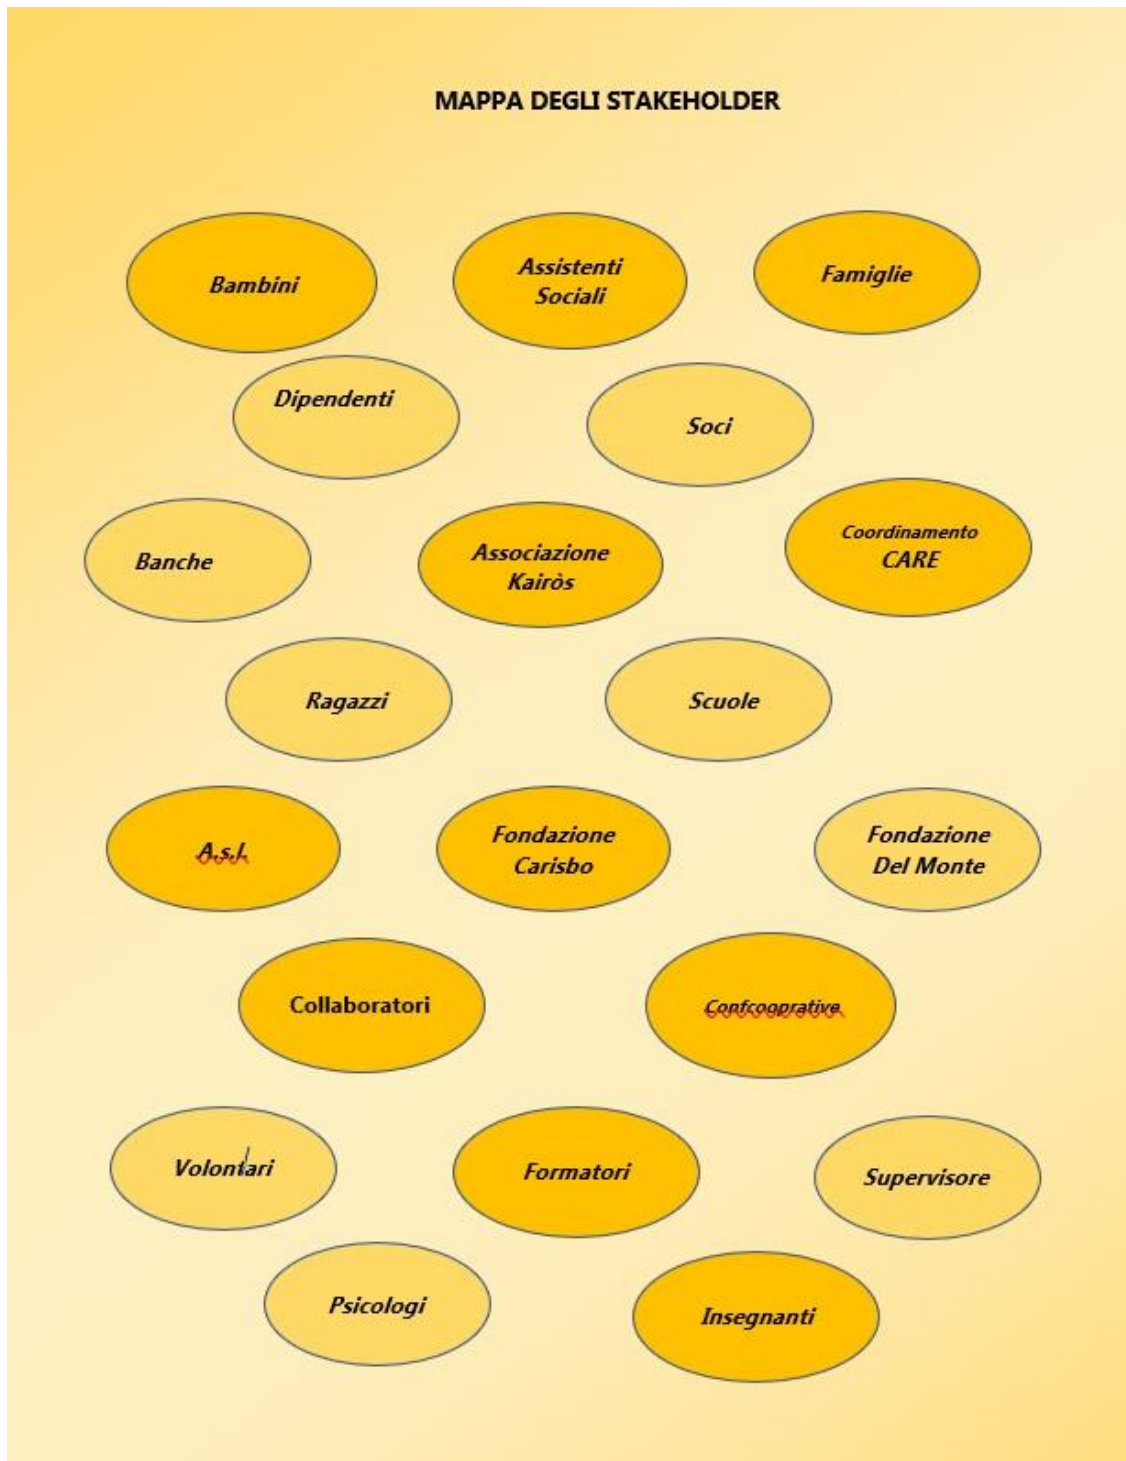 MAPPA DEGLI STAKEHOLDER
Bambini
Assistenti
Sociali
Famiglie
Dipendenti
Soci
Banche
Associazione
Kairòs
Coordinamento
CARE
Ragazzi
Scuole
A.s.l.
Fondazione
Carisbo
Fondazione
Del Monte
Collaboratori
Confcooprative
Volontari
Formatori
Supervisore
Psicologi
Insegnanti